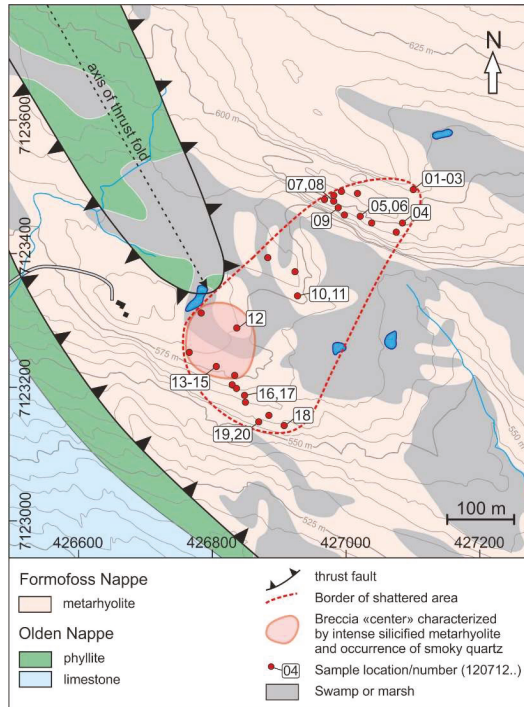 625 m
N
7123600
axis of thrust fold
600 m
07,08
01-03
05,06
04
09
7123400
10,11
12
575 m
7123200
13-15
16,17
18
19,20
550 m
7123000
525 m
100 m
426600
426800
427000
427200
Formofoss Nappe
metarhyolite
Olden Nappe
phyllite
limestone
thrust fault
Border of shattered area
Breccia «center» characterized
by intense silicified metarhyolite
and occurrence of smoky quartz
04
Sample location/number (120712..)
Swamp or marsh